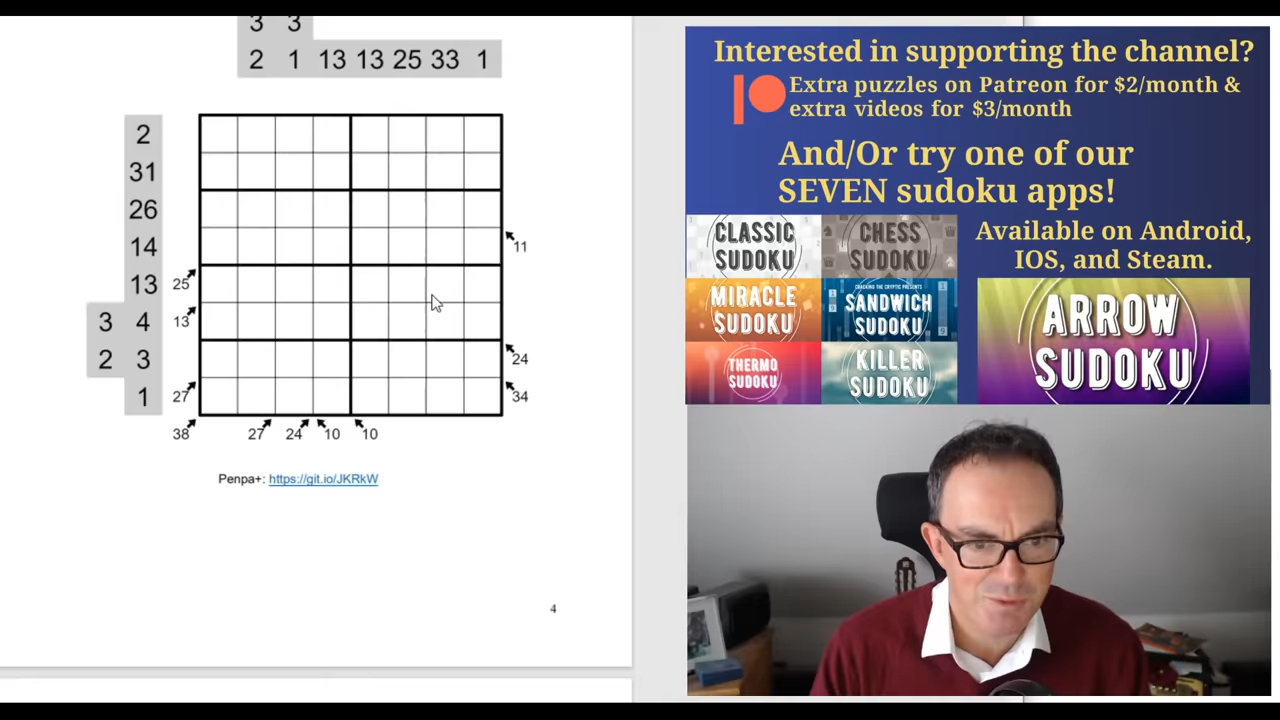 3 3
2 1 13 13 25 33 1
2
31
26
14
11
13 25
3 4 13
2 3 24
1 27 34
38 27 24 10 10
Penpa+: https://git.io/JKRkW
4
Interested in supporting the channel?
Extra puzzles on Patreon for $2/month &
extra videos for $3/month
And/Or try one of our
SEVEN sudoku apps!
CLASSIC
SUDOKU
CHESS
SUDOKU
MIRACLE
SUDOKU
CRACKING THE CRYPTIC PRESENTS
SANDWICH
SUDOKU
THERMO
SUDOKU
KILLER
SUDOKU
Available on Android,
IOS, and Steam.
ARROW
SUDOKU